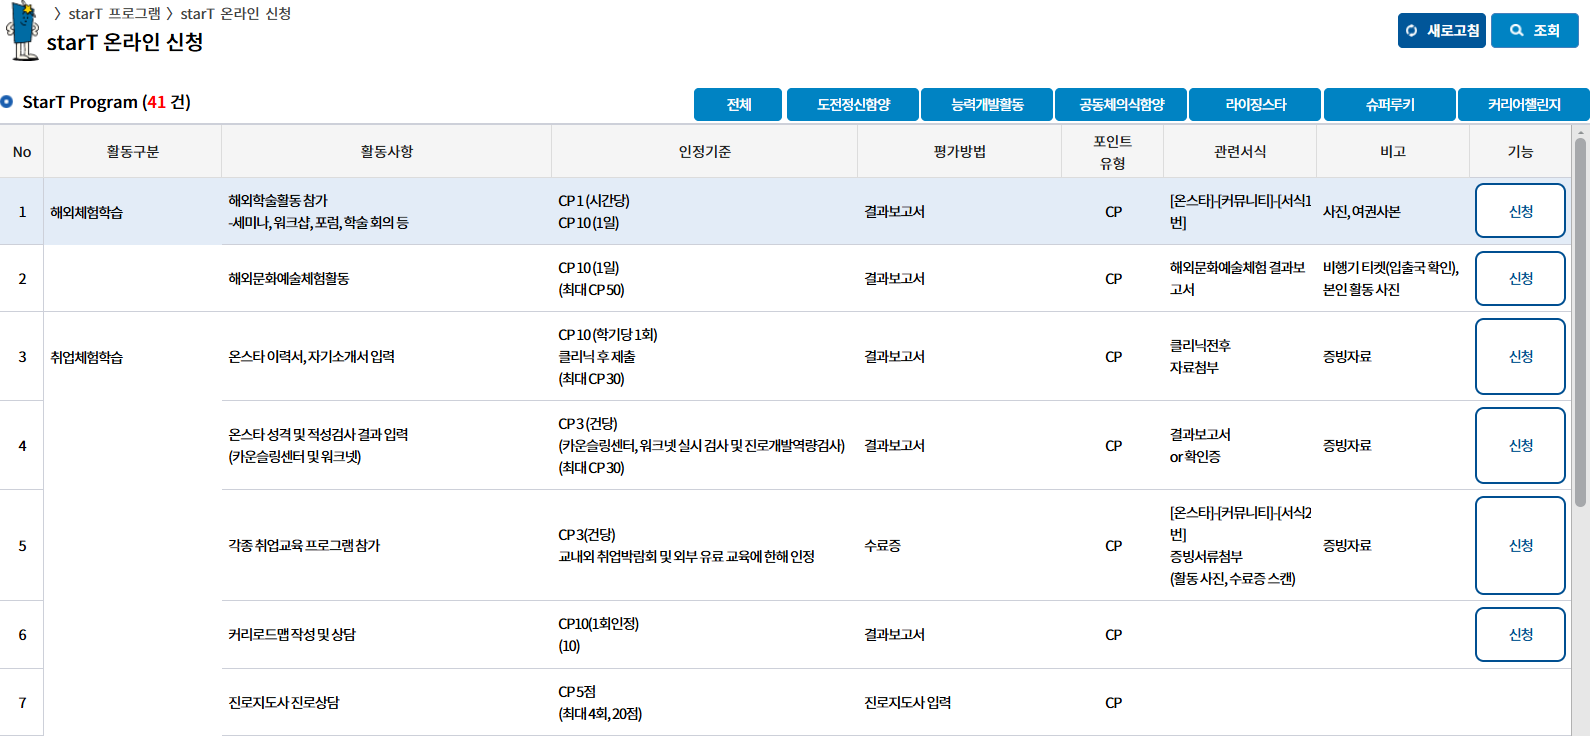 〉 starT 프로그램 〉 starT 온라인 신청
starT 온라인 신청
새로고침
조회
StarT Program (41 건)
전체
도전정신함양
능력개발활동
공동체의식함양
라이징스타
슈퍼루키
커리어챌린지
No
활동구분
활동사항
인정기준
평가방법
포인트
유형
관련서식
비고
기능
1
해외체험학습
해외학술활동 참가
-세미나, 워크샵, 포럼, 학술 회의 등
CP 1 (시간당)
CP 10 (1일)
결과보고서
CP
[온스타]-[커뮤니티]-[서식1
번]
사진, 여권사본
신청
2
해외문화예술체험활동
CP 10 (1일)
(최대 CP 50)
결과보고서
CP
해외문화예술체험 결과보
고서
비행기 티켓(입출국 확인),
본인 활동 사진
신청
3
취업체험학습
온스타 이력서, 자기소개서 입력
CP 10 (학기당 1회)
클리닉 후 제출
(최대 CP 30)
결과보고서
CP
클리닉전후
자료첨부
증빙자료
신청
4
온스타 성격 및 적성검사 결과 입력
(카운슬링센터 및 워크넷)
CP 3 (건당)
(카운슬링센터, 워크넷 실시 검사 및 진로개발역량검사)
(최대 CP 30)
결과보고서
CP
결과보고서
or 확인증
증빙자료
신청
5
각종 취업교육 프로그램 참가
CP 3(건당)
교내외 취업박람회 및 외부 유료 교육에 한해 인정
수료증
CP
[온스타]-[커뮤니티]-[서식2
번]
증빙서류첨부
(활동 사진, 수료증 스캔)
증빙자료
신청
6
커리로드맵 작성 및 상담
CP10(1회인정)
(10)
결과보고서
CP
신청
7
진로지도사 진로상담
CP 5점
(최대 4회, 20점)
진로지도사 입력
CP